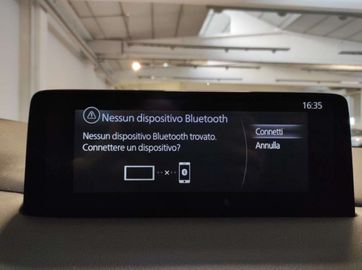 16:35
Nessun dispositivo Bluetooth
Nessun dispositivo Bluetooth trovato.
Connettere un dispositivo?
Connetti
Annulla